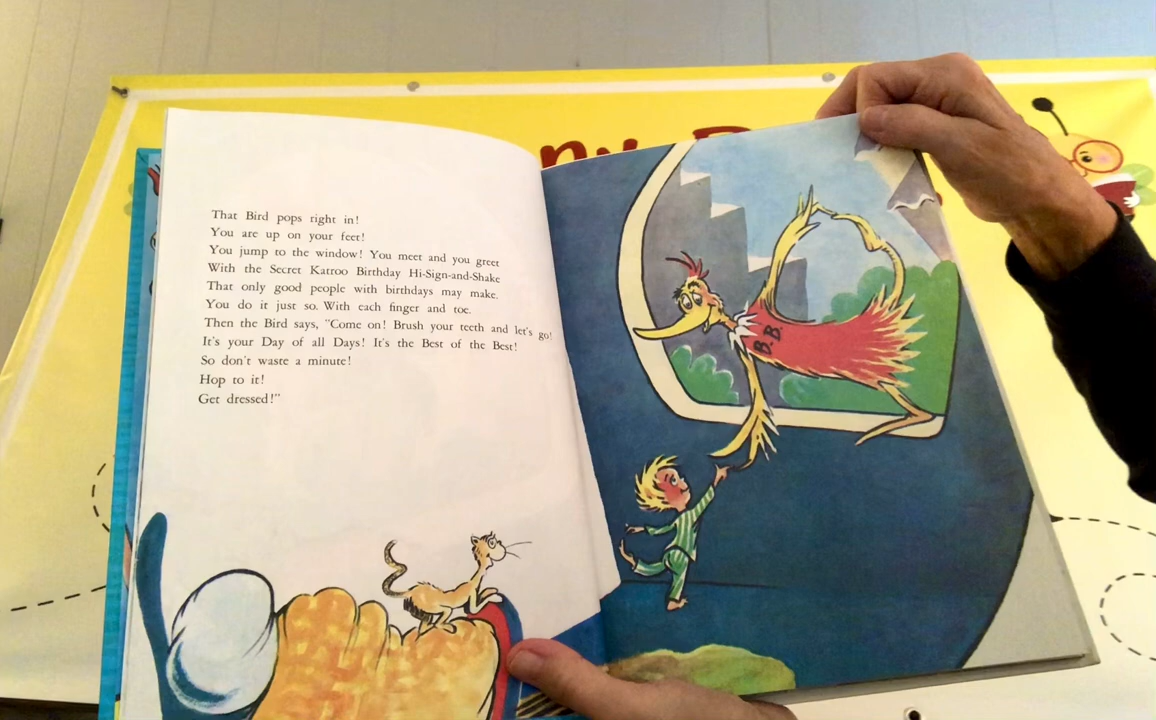 That Bird pops right in!
You are up on your feet!
You jump to the window! You meet and you greet
With the Secret Katroo Birthday Hi-Sign-and-Shake
That only good people with birthdays may make.
You do it just so. With each finger and toe.
Then the Bird says, "Come on! Brush your teeth and let's go!
It's your Day of all Days! It's the Best of the Best!
So don't waste a minute!
Hop to it!
Get dressed!"
B.B.